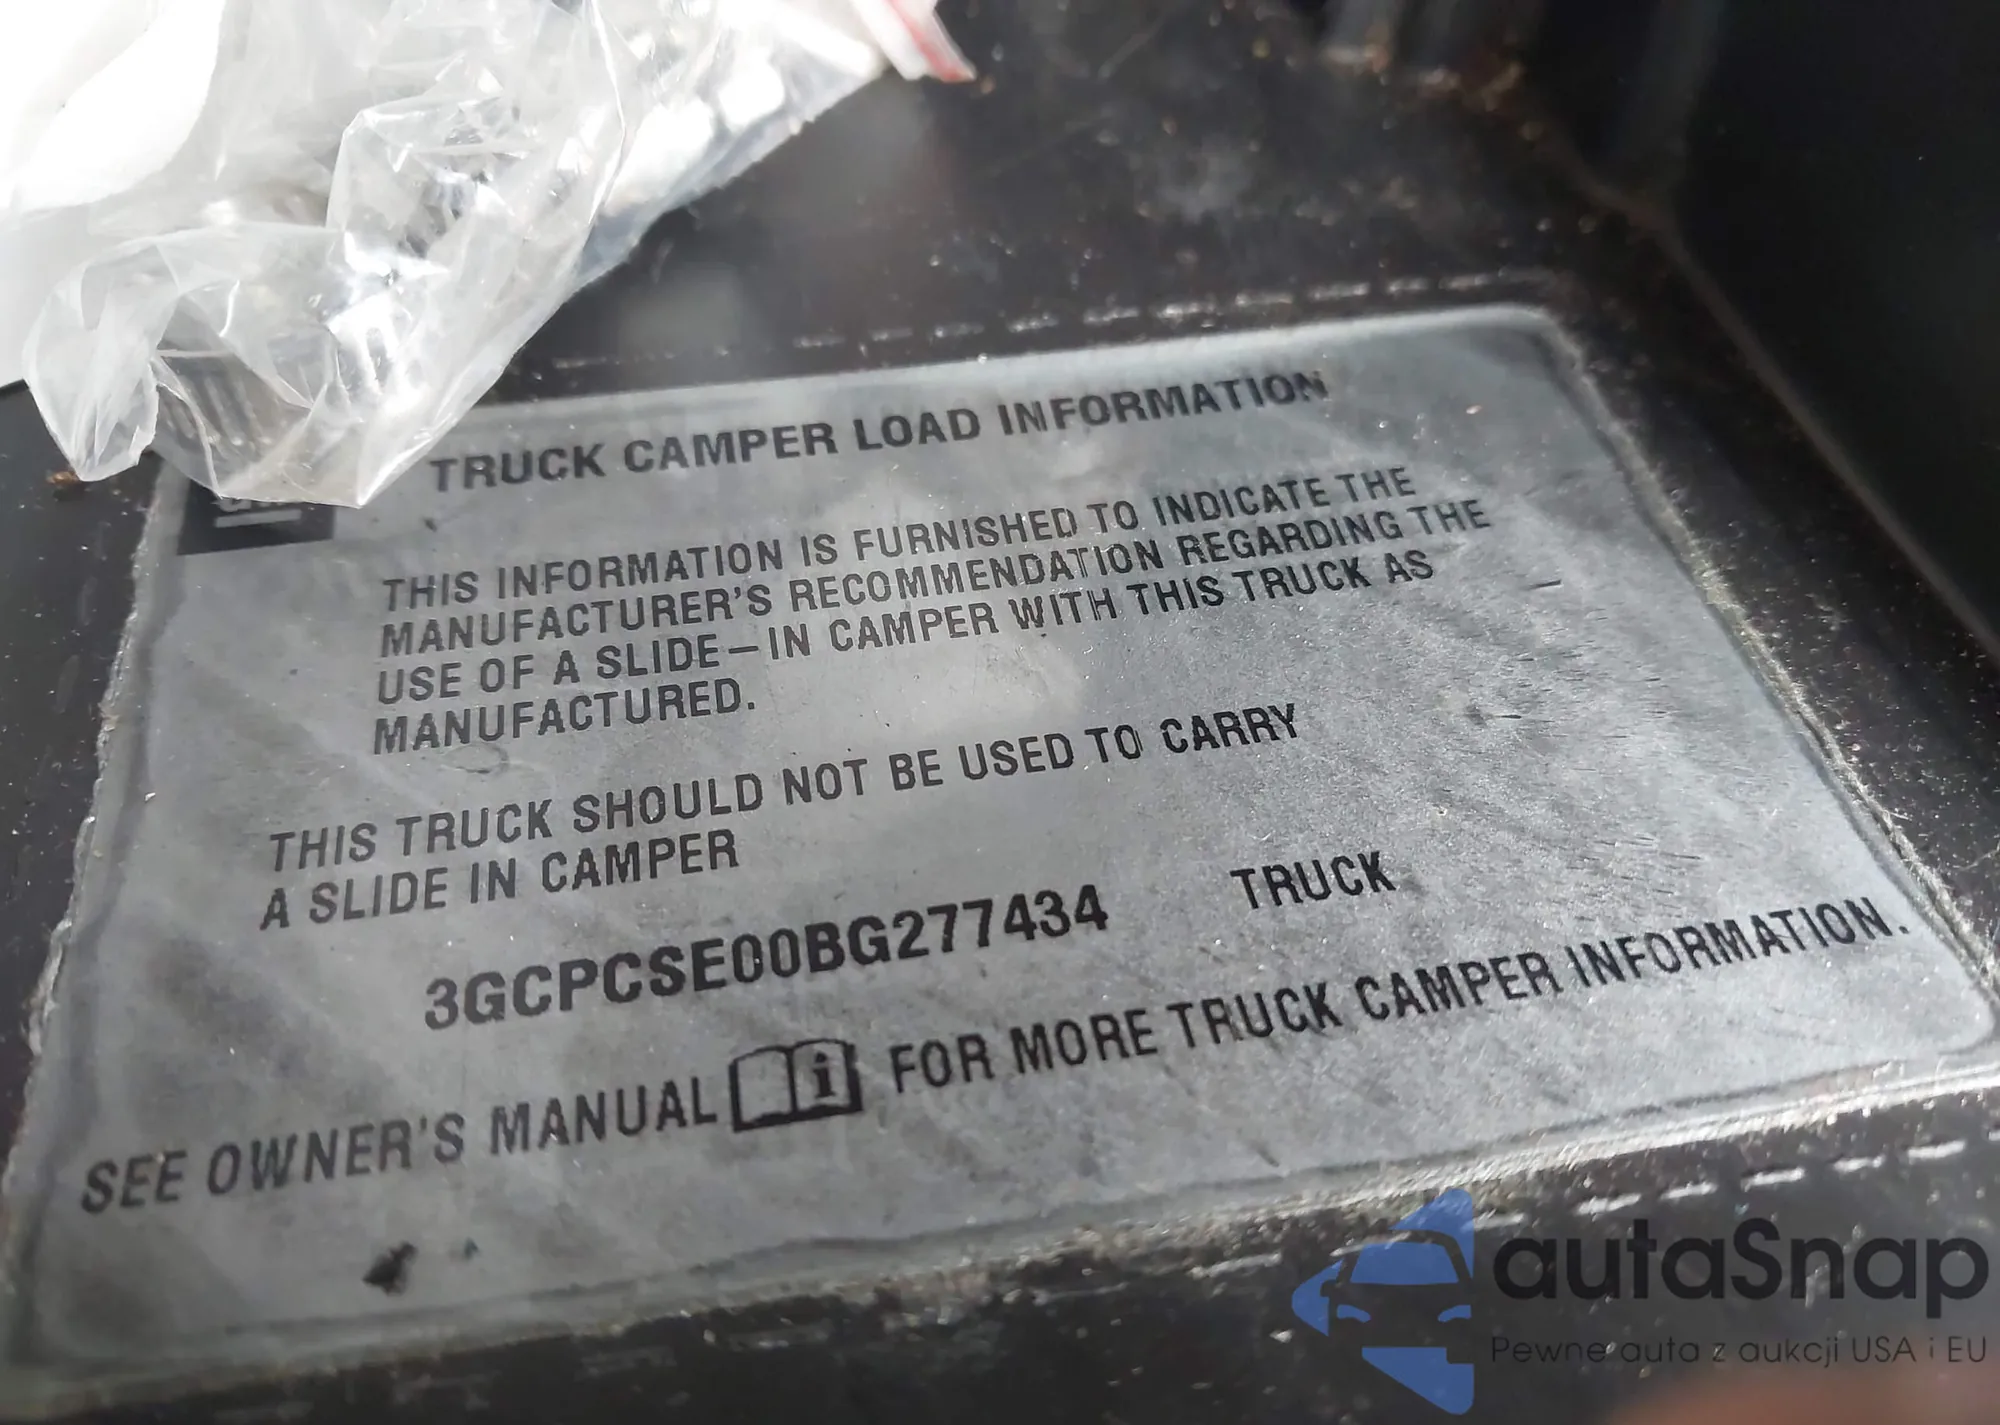 TRUCK CAMPER LOAD INFORMATION
THIS INFORMATION IS FURNISHED TO INDICATE THE
MANUFACTURER'S RECOMMENDATION REGARDING THE
USE OF A SLIDE–IN CAMPER WITH THIS TRUCK AS
MANUFACTURED.
THIS TRUCK SHOULD NOT BE USED TO CARRY
A SLIDE IN CAMPER
3GCPCSE00BG277434 TRUCK
SEE OWNER'S MANUAL i FOR MORE TRUCK CAMPER INFORMATION.
autaSnap
Pewne auta z aukcji USA i EU